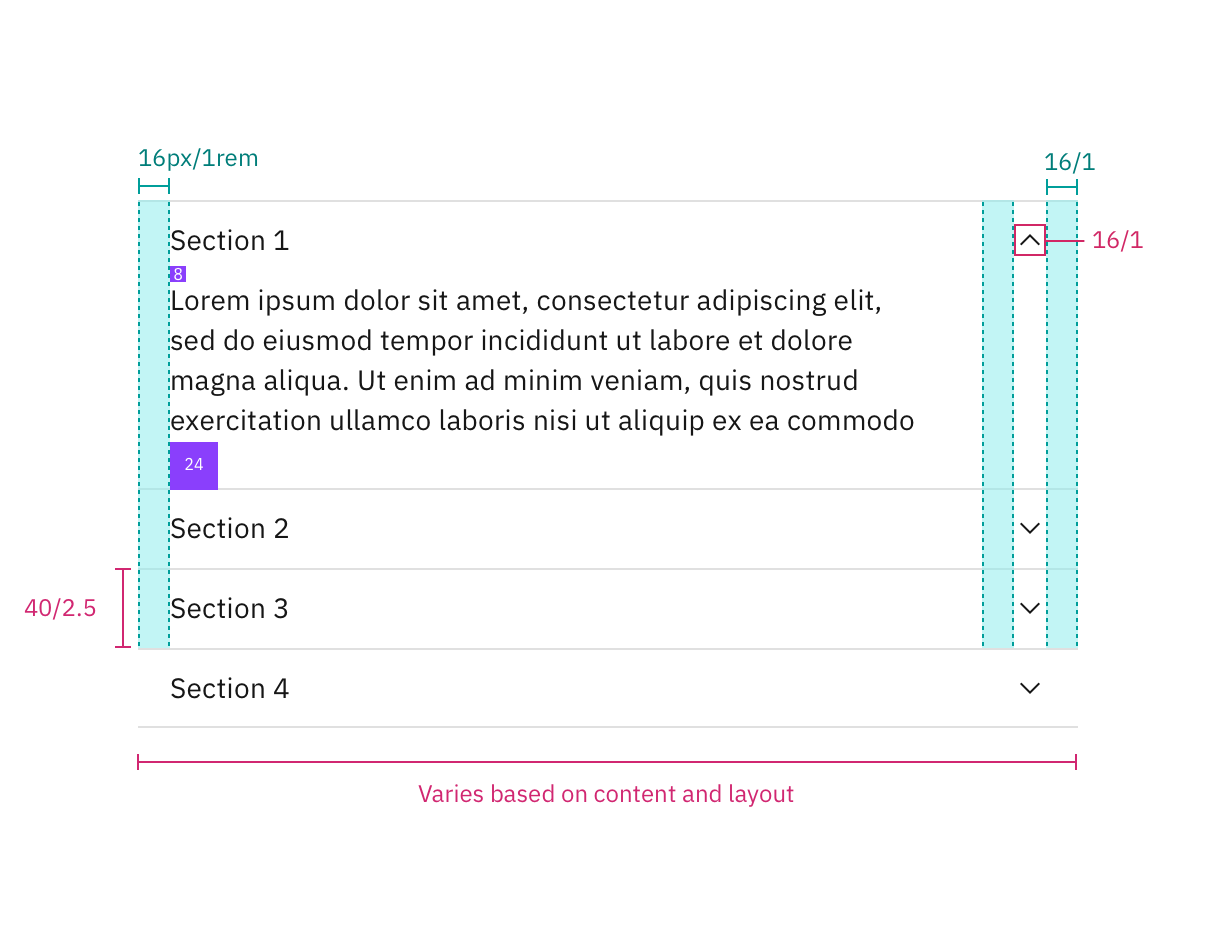 16px/1rem
16/1
Section 1
16/1
8
Lorem ipsum dolor sit amet, consectetur adipiscing elit,
sed do eiusmod tempor incididunt ut labore et dolore
magna aliqua. Ut enim ad minim veniam, quis nostrud
exercitation ullamco laboris nisi ut aliquip ex ea commodo
24
Section 2
40/2.5
Section 3
Section 4
Varies based on content and layout